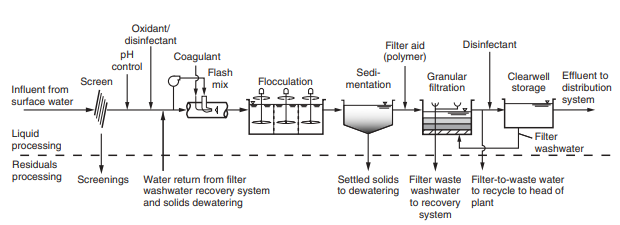 Oxidant/
disinfectant
pH
control
Coagulant
Flash
mix
Filter aid
(polymer)
Disinfectant
Influent from
surface water
Screen
Flocculation
Sedi-
mentation
Granular
filtration
Clearwell
storage
Effluent to
distribution
system
Filter
washwater
Liquid
processing
Residuals
processing
Screenings
Water return from filter
washwater recovery system
and solids dewatering
Settled solids
to dewatering
Filter waste
washwater
to recovery
system
Filter-to-waste water
to recycle to head of
plant